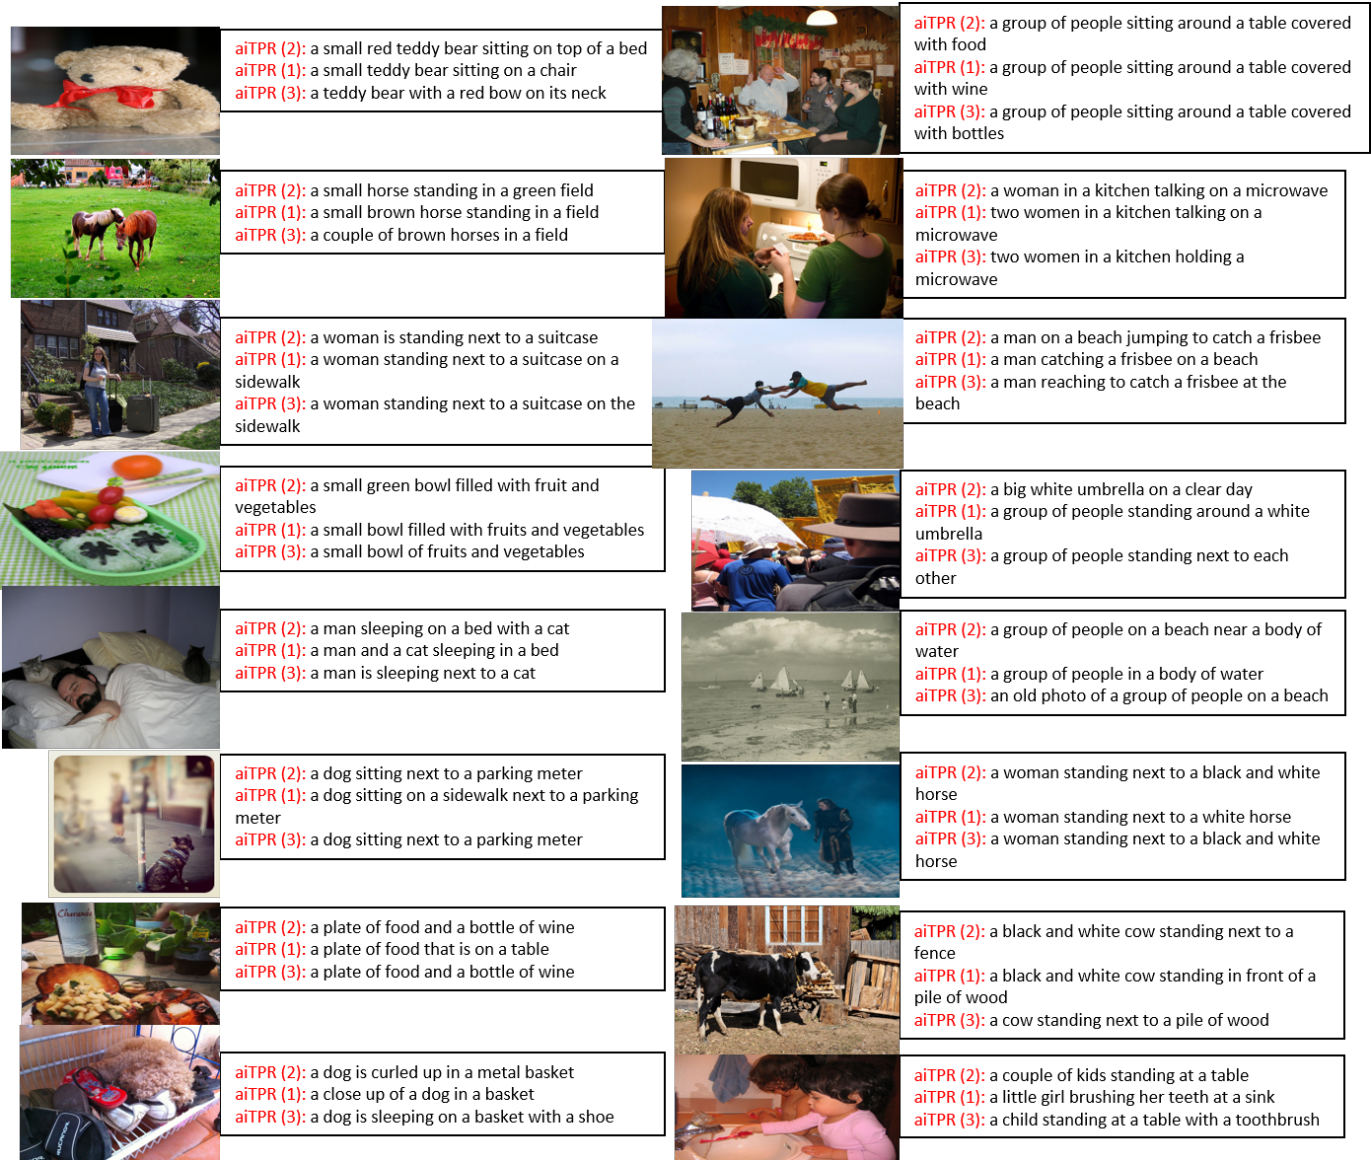 aiTPR (2): a small red teddy bear sitting on top of a bed
aiTPR (1): a small teddy bear sitting on a chair
aiTPR (3): a teddy bear with a red bow on its neck
aiTPR (2): a group of people sitting around a table covered
with food
aiTPR (1): a group of people sitting around a table covered
with wine
aiTPR (3): a group of people sitting around a table covered
with bottles
aiTPR (2): a small horse standing in a green field
aiTPR (1): a small brown horse standing in a field
aiTPR (3): a couple of brown horses in a field
aiTPR (2): a woman in a kitchen talking on a microwave
aiTPR (1): two women in a kitchen talking on a
microwave
aiTPR (3): two women in a kitchen holding a
microwave
aiTPR (2): a woman is standing next to a suitcase
aiTPR (1): a woman standing next to a suitcase on a
sidewalk
aiTPR (3): a woman standing next to a suitcase on the
sidewalk
aiTPR (2): a man on a beach jumping to catch a frisbee
aiTPR (1): a man catching a frisbee on a beach
aiTPR (3): a man reaching to catch a frisbee at the
beach
aiTPR (2): a small green bowl filled with fruit and
vegetables
aiTPR (1): a small bowl filled with fruits and vegetables
aiTPR (3): a small bowl of fruits and vegetables
aiTPR (2): a big white umbrella on a clear day
aiTPR (1): a group of people standing around a white
umbrella
aiTPR (3): a group of people standing next to each
other
aiTPR (2): a man sleeping on a bed with a cat
aiTPR (1): a man and a cat sleeping in a bed
aiTPR (3): a man is sleeping next to a cat
aiTPR (2): a group of people on a beach near a body of
water
aiTPR (1): a group of people in a body of water
aiTPR (3): an old photo of a group of people on a beach
aiTPR (2): a dog sitting next to a parking meter
aiTPR (1): a dog sitting on a sidewalk next to a parking
meter
aiTPR (3): a dog sitting next to a parking meter
aiTPR (2): a woman standing next to a black and white
horse
aiTPR (1): a woman standing next to a white horse
aiTPR (3): a woman standing next to a black and white
horse
aiTPR (2): a plate of food and a bottle of wine
aiTPR (1): a plate of food that is on a table
aiTPR (3): a plate of food and a bottle of wine
aiTPR (2): a black and white cow standing next to a
fence
aiTPR (1): a black and white cow standing in front of a
pile of wood
aiTPR (3): a cow standing next to a pile of wood
aiTPR (2): a dog is curled up in a metal basket
aiTPR (1): a close up of a dog in a basket
aiTPR (3): a dog is sleeping on a basket with a shoe
aiTPR (2): a couple of kids standing at a table
aiTPR (1): a little girl brushing her teeth at a sink
aiTPR (3): a child standing at a table with a toothbrush